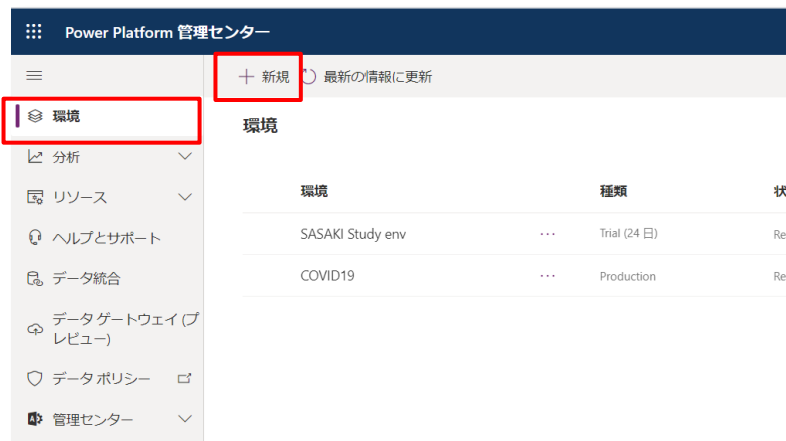 Power Platform 管理センター
新規 最新の情報に更新
環境
分析
リソース
ヘルプとサポート
データ統合
データ ゲートウェイ (プ
レビュー)
データ ポリシー
管理センター
環境
環境 種類 状
SASAKI Study env ... Trial (24 日) Re
COVID19 ... Production Re